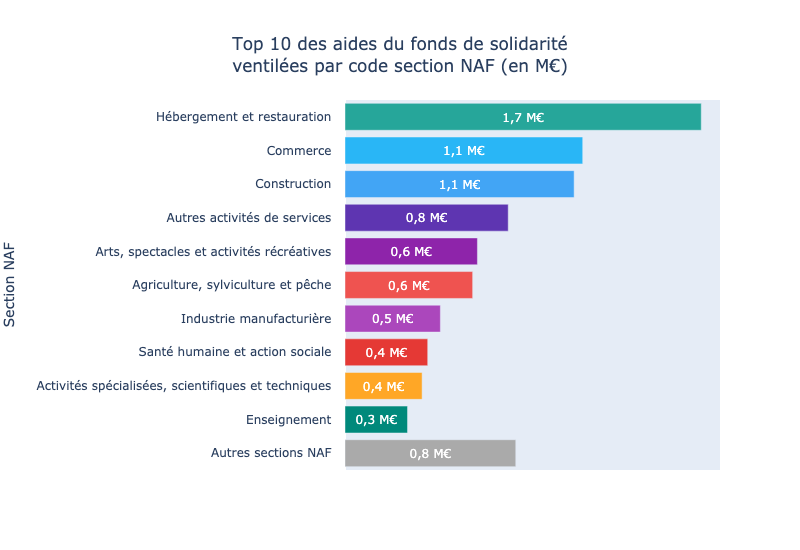 Top 10 des aides du fonds de solidarité
ventilées par code section NAF (en M€)
Section NAF
Hébergement et restauration 1,7 M€
Commerce 1,1 M€
Construction 1,1 M€
Autres activités de services 0,8 M€
Arts, spectacles et activités récréatives 0,6 M€
Agriculture, sylviculture et pêche 0,6 M€
Industrie manufacturière 0,5 M€
Santé humaine et action sociale 0,4 M€
Activités spécialisées, scientifiques et techniques 0,4 M€
Enseignement 0,3 M€
Autres sections NAF 0,8 M€